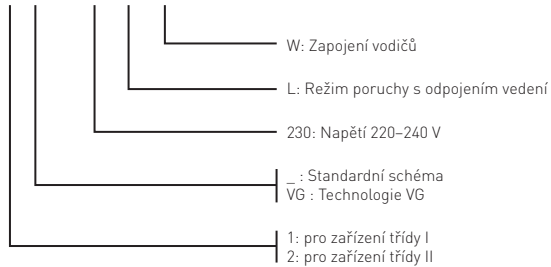 W: Zapojení vodičů
L: Režim poruchy s odpojením vedení
230: Napětí 220–240 V
_ : Standardní schéma
VG : Technologie VG
1: pro zařízení třídy I
2: pro zařízení třídy II